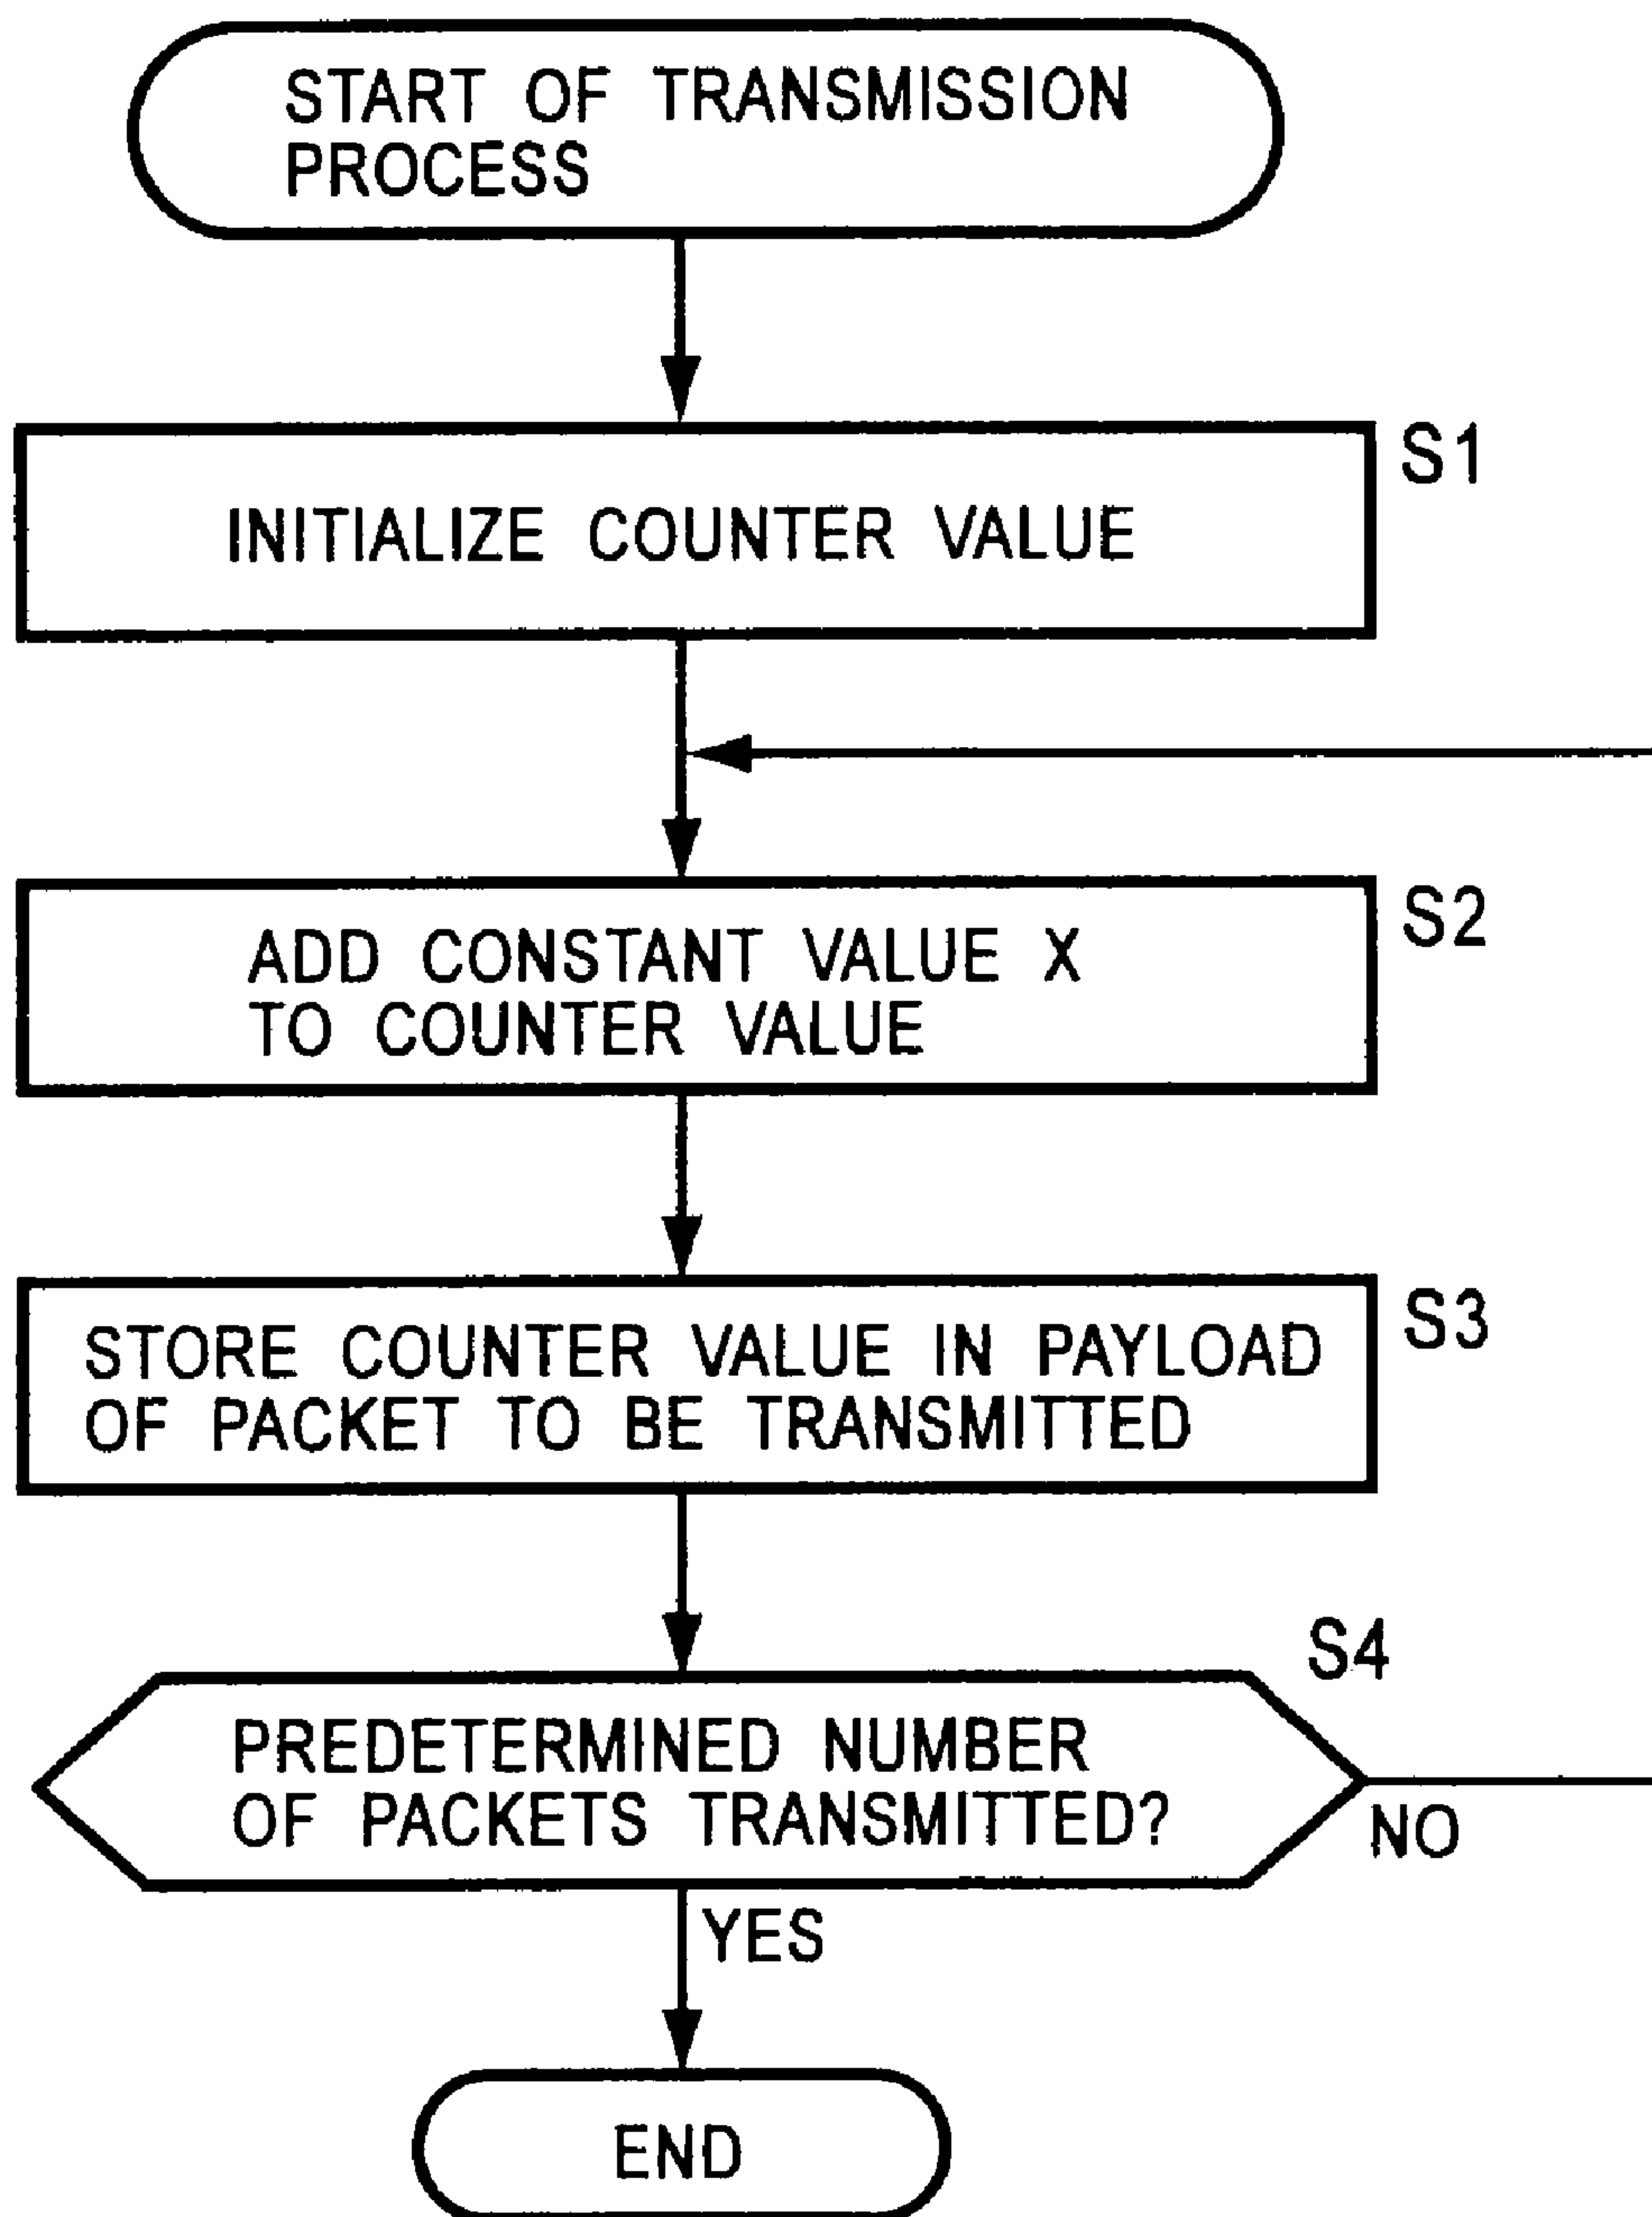 START OF TRANSMISSION
PROCESS
S1
INITIALIZE COUNTER VALUE
S2
ADD CONSTANT VALUE X
TO COUNTER VALUE
S3
STORE COUNTER VALUE IN PAYLOAD
OF PACKET TO BE TRANSMITTED
S4
PREDETERMINED NUMBER
OF PACKETS TRANSMITTED?
NO
YES
END